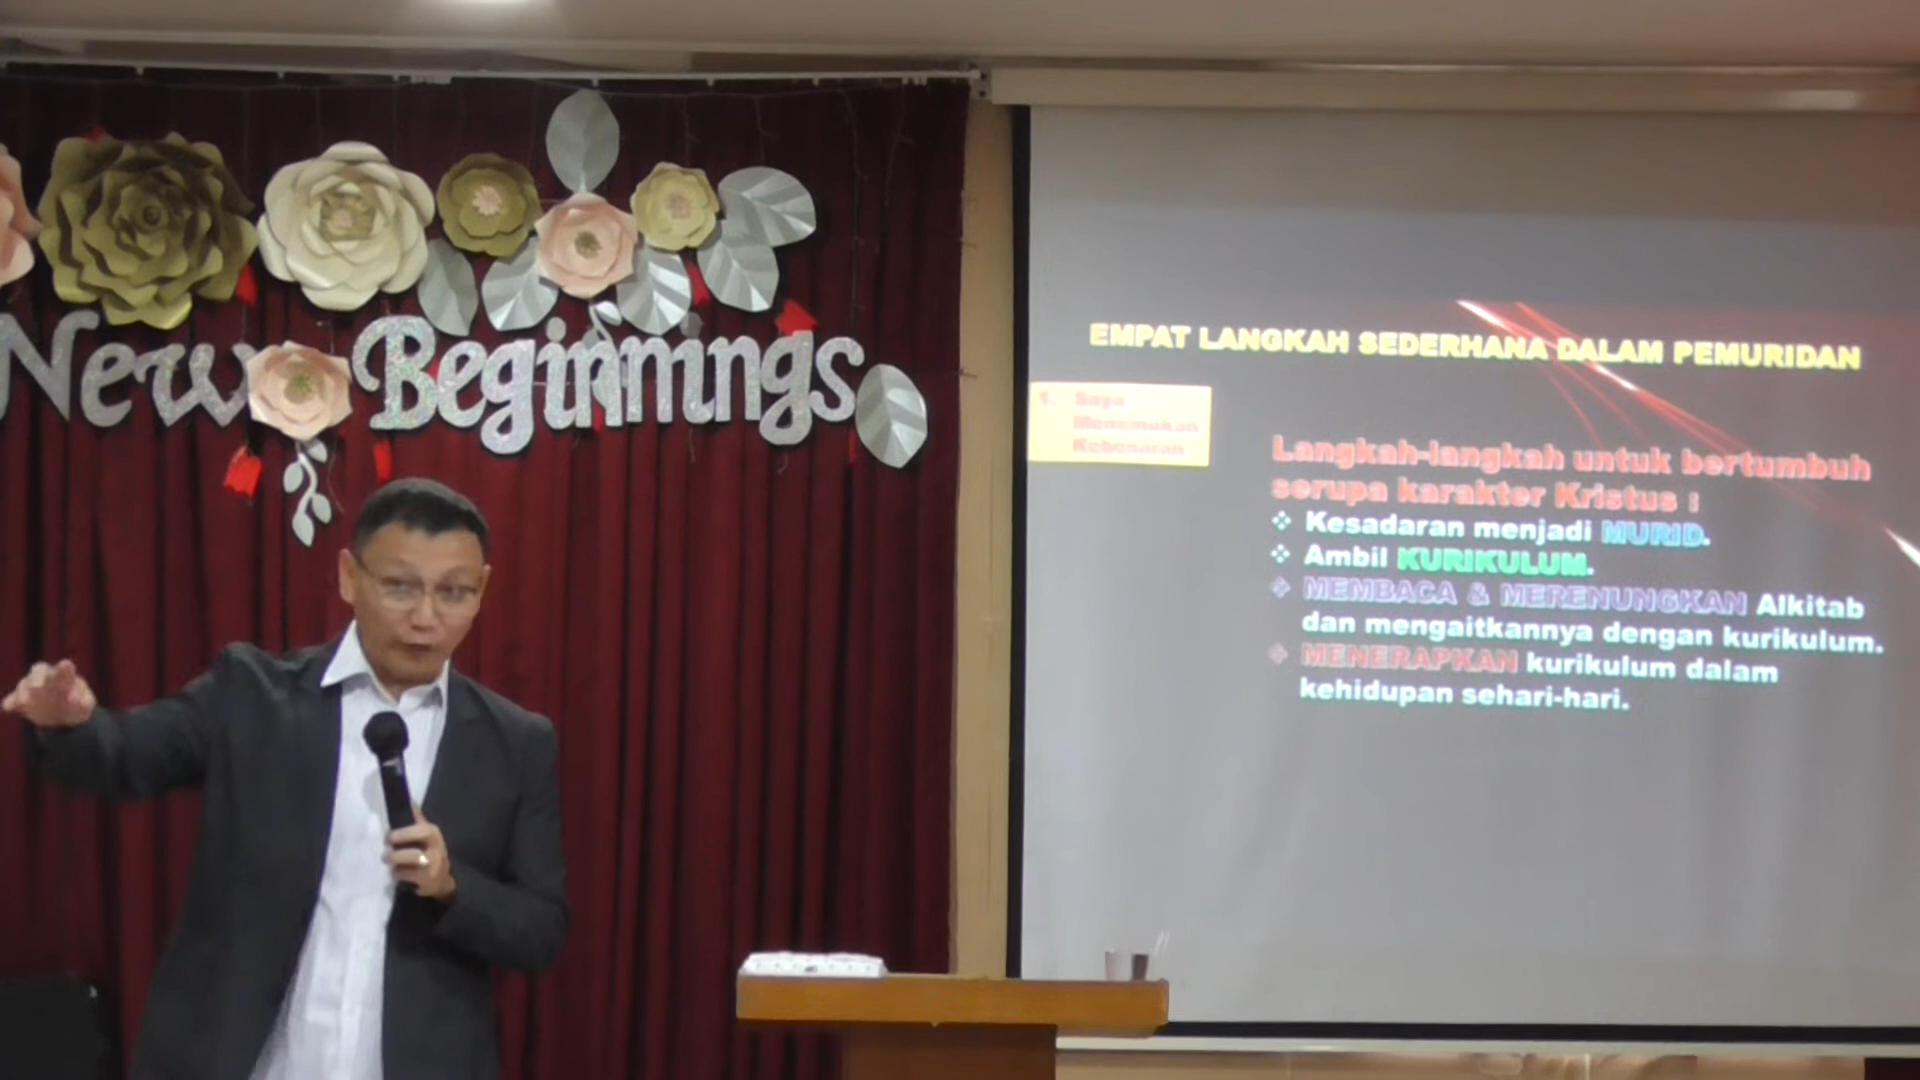 New Beginnings
EMPAT LANGKAH SEDERHANA DALAM PEMURIDAN
1. Saya
Menemukan
Kebenaran
Langkah-langkah untuk bertumbuh
serupa karakter Kristus :
❖ Kesadaran menjadi MURID.
❖ Ambil KURIKULUM.
❖ MEMBACA & MERENUNGKAN Alkitab
dan mengaitkannya dengan kurikulum.
❖ MENERAPKAN kurikulum dalam
kehidupan sehari-hari.